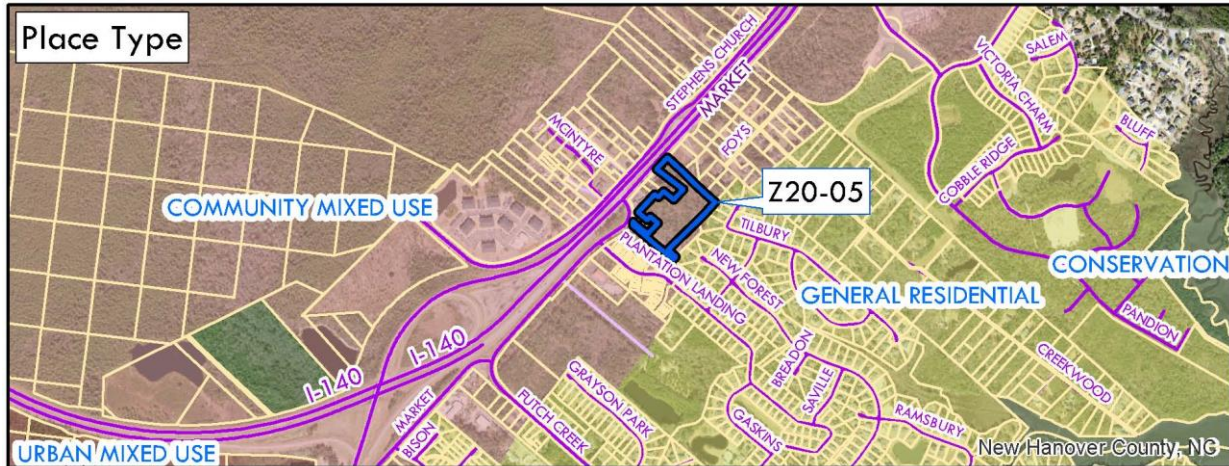 Place Type
STEPHENS CHURCH
MARKET
MCINTYRE
FOYS
VICTORIA CHARM
SALEM
BLUFF
COBBLE RIDGE
Z20-05
COMMUNITY MIXED USE
TILBURY
PLANTATION LANDING
NEW FOREST
GENERAL RESIDENTIAL
CONSERVATION
PANDION
I-140
I-140
BREADON
SAVILLE
CREEKWOOD
GRAYSON PARK
MARKET
BISON
FUTCH CREEK
GASKINS
RAMSBURY
URBAN MIXED USE
New Hanover County, NC